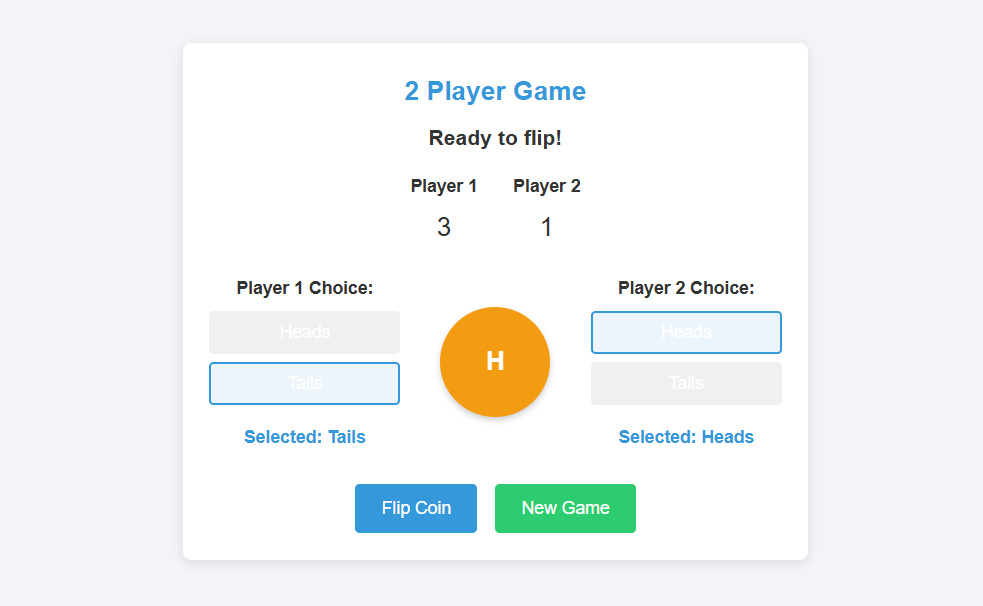 2 Player Game
Ready to flip!
Player 1 Player 2
3 1
Player 1 Choice:
Heads
Tails
Selected: Tails
H
Player 2 Choice:
Heads
Tails
Selected: Heads
Flip Coin New Game